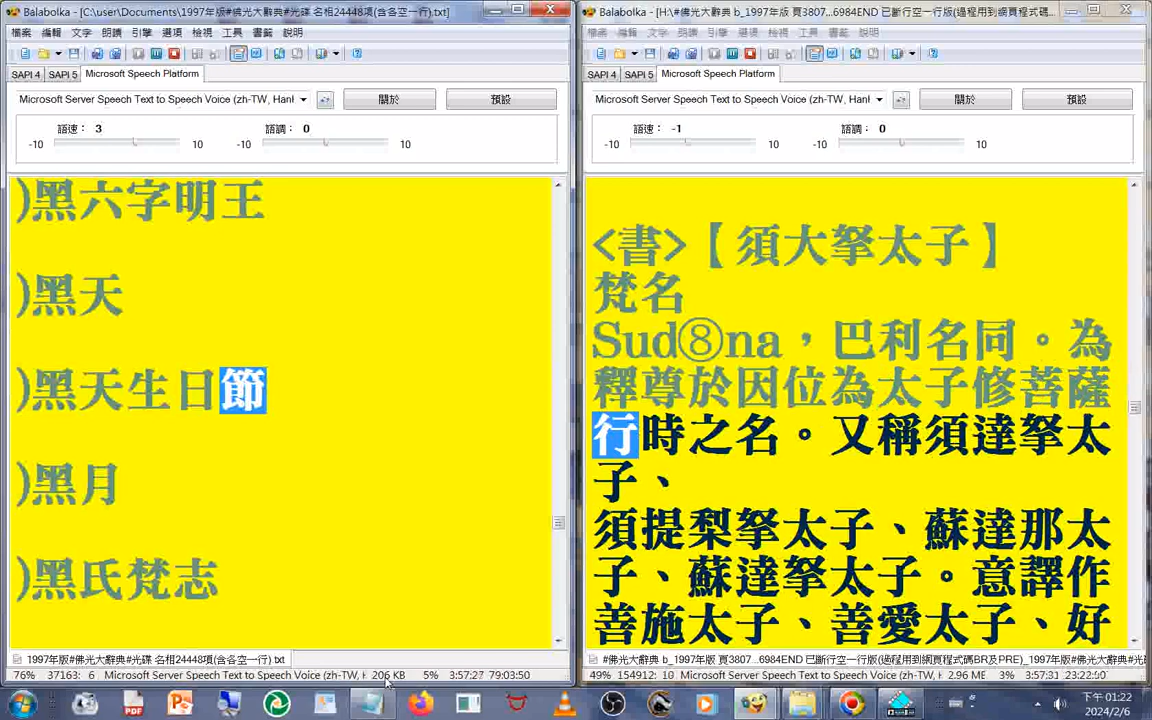 Balabolka - [C:\user\Documents\1997年版#佛光大辭典#光碟 名相24448項(含各空一行).txt]
檔案 編輯 文字 朗讀 引擎 選項 檢視 工具 書籤 說明
SAPI 4 SAPI 5 Microsoft Speech Platform
Microsoft Server Speech Text to Speech Voice (zh-TW, Hanl 關於 預設
語速： 3 語調： 0
-10 10 -10 10
)黑六字明王
)黑天
)黑天生日節
)黑月
)黑氏梵志
1997年版#佛光大辭典#光碟 名相24448項(含各空一行).txt
76% 37163: 6 Microsoft Server Speech Text to Speech Voice (zh-TW, H 206 KB 5% 3:57:27 79:03:50
Balabolka - [H:\#佛光大辭典 b_1997年版 頁3807...6984END 已斷行空一行版(過程用到網頁程式碼...
檔案 編輯 文字 朗讀 引擎 選項 檢視 工具 書籤 說明
SAPI 4 SAPI 5 Microsoft Speech Platform
Microsoft Server Speech Text to Speech Voice (zh-TW, Hanl 關於 預設
語速： -1 語調： 0
-10 10 -10 10
<書>【須大拏太子】
梵名
Sud⑧na，巴利名同。為
釋尊於因位為太子修菩薩
行時之名。又稱須達拏太
子、
須提梨拏太子、蘇達那太
子、蘇達拏太子。意譯作
善施太子、善愛太子、好
#佛光大辭典 b_1997年版 頁3807...6984END 已斷行空一行版(過程用到網頁程式碼BR及PRE)_1997年版#光
49% 154912: 10 Microsoft Server Speech Text to Speech Voice (zh-TW, H 2.96 ME 3% 3:57:31 23:22:00
PDF
下午 01:22
2024/2/6